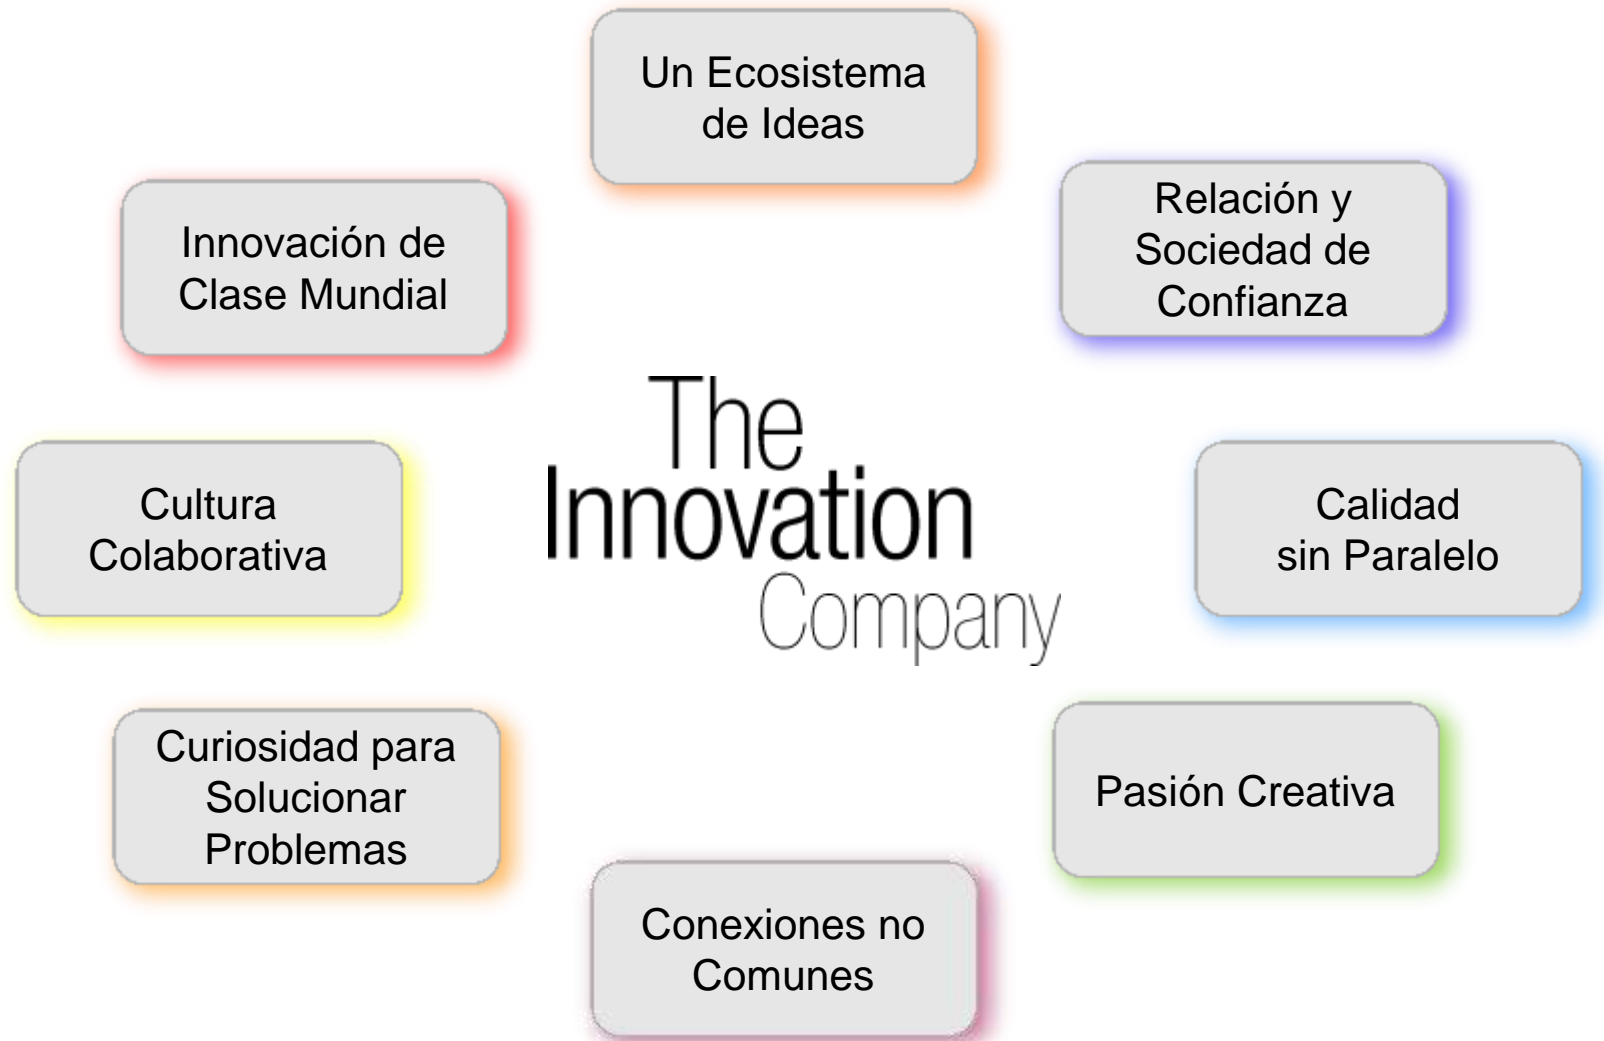 Un Ecosistema
de Ideas
Relación y
Sociedad de
Confianza
Innovación de
Clase Mundial
The
Innovation
Company
Cultura
Colaborativa
Calidad
sin Paralelo
Curiosidad para
Solucionar
Problemas
Pasión Creativa
Conexiones no
Comunes